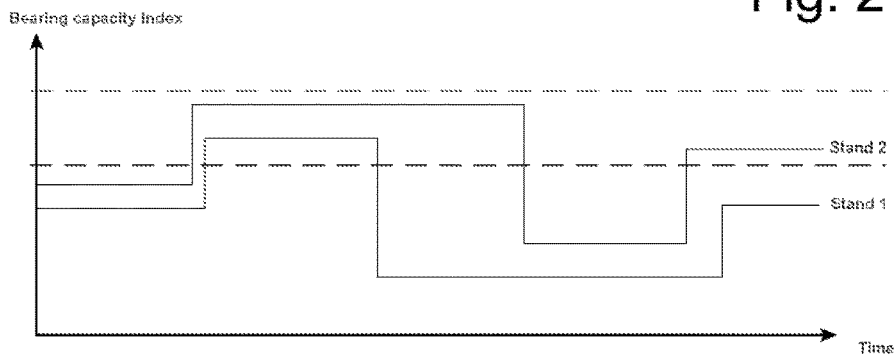 Fig. 2
Bearing capacity Index
Stand 2
Stand 1
Time